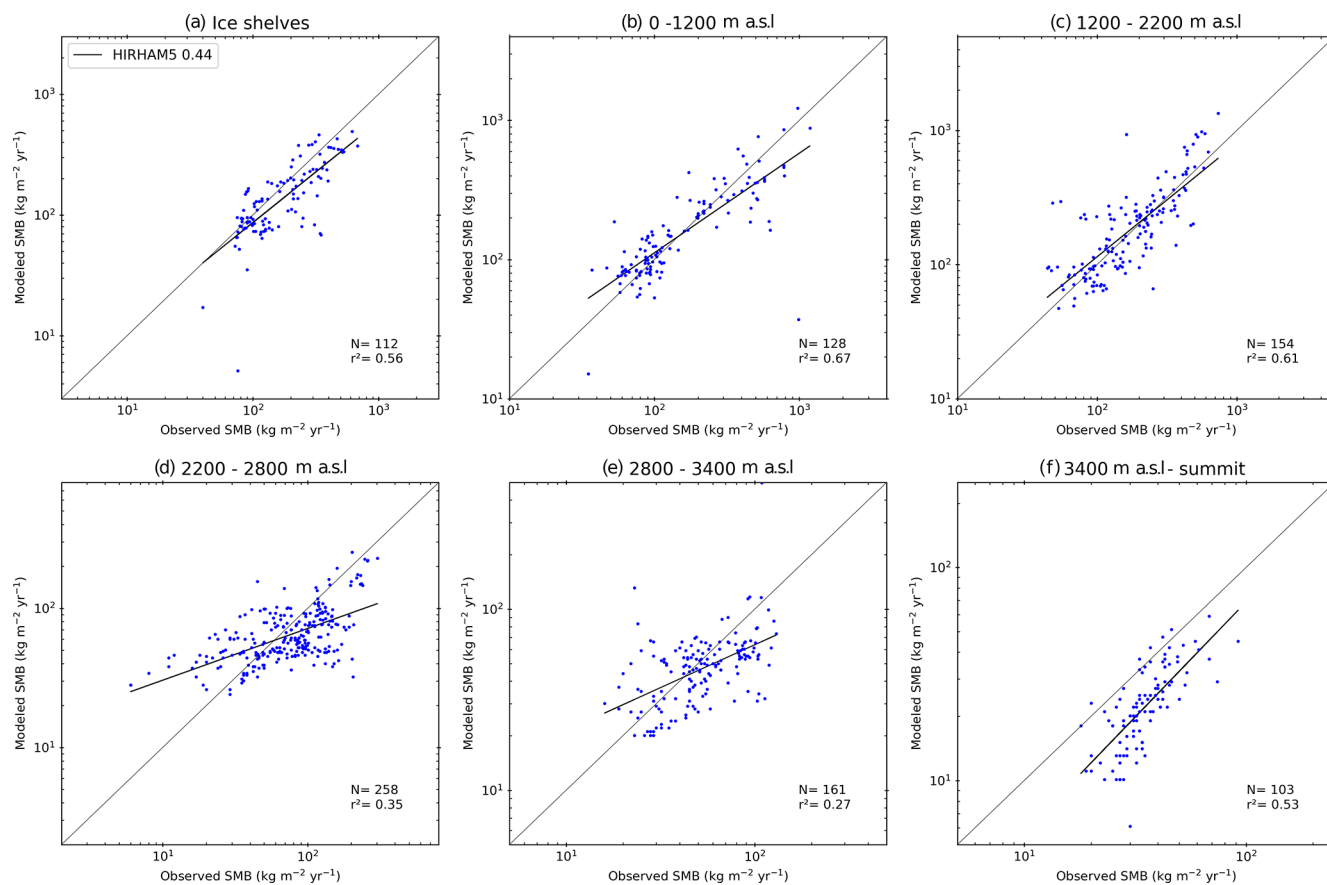 (a) Ice shelves
HIRHAM5 0.44
10³
10²
10¹
Modeled SMB (kg m⁻² yr⁻¹)
N= 112
r²= 0.56
10¹ 10² 10³
Observed SMB (kg m⁻² yr⁻¹)
(b) 0 -1200 m a.s.l
10³
10²
10¹
Modeled SMB (kg m⁻² yr⁻¹)
N= 128
r²= 0.67
10¹ 10² 10³
Observed SMB (kg m⁻² yr⁻¹)
(c) 1200 - 2200 m a.s.l
10³
10²
10¹
Modeled SMB (kg m⁻² yr⁻¹)
N= 154
r²= 0.61
10¹ 10² 10³
Observed SMB (kg m⁻² yr⁻¹)
(d) 2200 - 2800 m a.s.l
10²
10¹
Modeled SMB (kg m⁻² yr⁻¹)
N= 258
r²= 0.35
10¹ 10²
Observed SMB (kg m⁻² yr⁻¹)
(e) 2800 - 3400 m a.s.l
10²
10¹
Modeled SMB (kg m⁻² yr⁻¹)
N= 161
r²= 0.27
10¹ 10²
Observed SMB (kg m⁻² yr⁻¹)
(f) 3400 m a.s.l- summit
10²
10¹
Modeled SMB (kg m⁻² yr⁻¹)
N= 103
r²= 0.53
10¹ 10²
Observed SMB (kg m⁻² yr⁻¹)